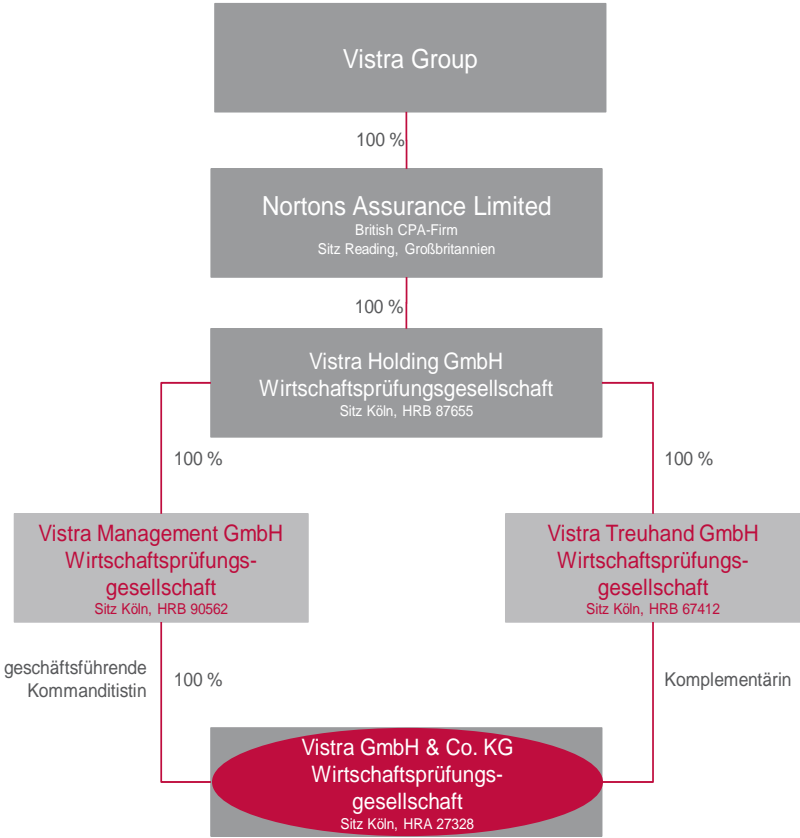 Vistra Group
100 %
Nortons Assurance Limited
British CPA-Firm
Sitz Reading, Großbritannien
100 %
Vistra Holding GmbH
Wirtschaftsprüfungsgesellschaft
Sitz Köln, HRB 87655
100 %
100 %
Vistra Management GmbH
Wirtschaftsprüfungs-
gesellschaft
Sitz Köln, HRB 90562
Vistra Treuhand GmbH
Wirtschaftsprüfungs-
gesellschaft
Sitz Köln, HRB 67412
geschäftsführende
Kommanditistin
100 %
Komplementärin
Vistra GmbH & Co. KG
Wirtschaftsprüfungs-
gesellschaft
Sitz Köln, HRA 27328